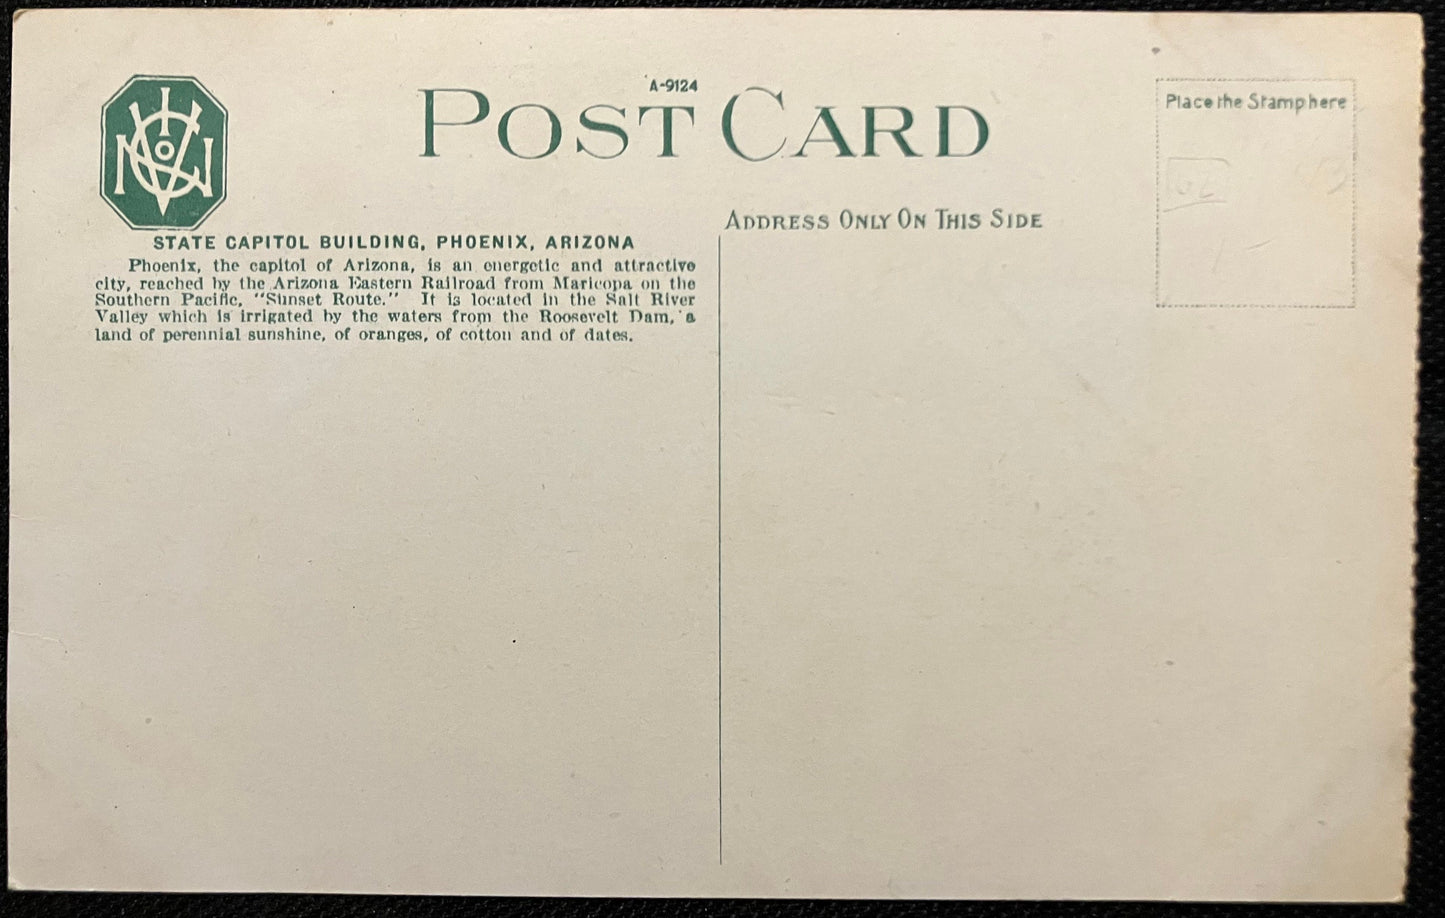 A-9124
POST CARD
Place the Stamp here
ADDRESS ONLY ON THIS SIDE
STATE CAPITOL BUILDING, PHOENIX, ARIZONA
Phoenix, the capitol of Arizona, is an energetic and attractive
city, reached by the Arizona Eastern Railroad from Maricopa on the
Southern Pacific, "Sunset Route." It is located in the Salt River
Valley which is irrigated by the waters from the Roosevelt Dam, a
land of perennial sunshine, of oranges, of cotton and of dates.